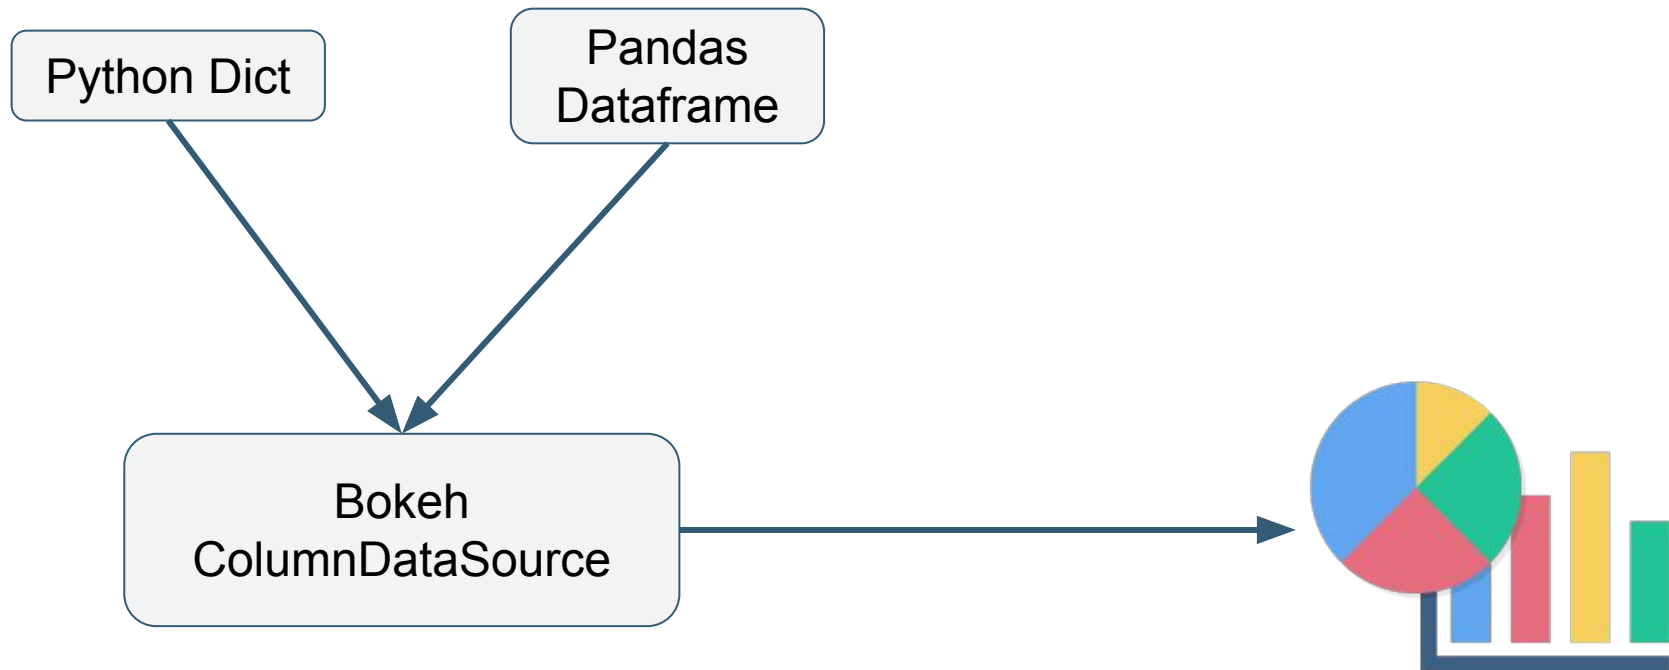 Python Dict
Pandas
Dataframe
Bokeh
ColumnDataSource